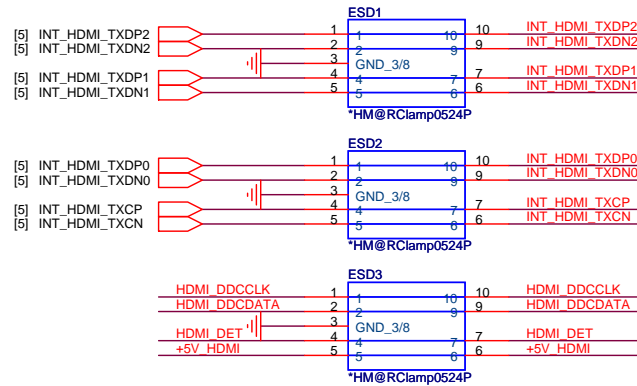 ESD1
[5] INT_HDMI_TXDP2 1 1 10 10 INT_HDMI_TXDP2
[5] INT_HDMI_TXDN2 2 2 9 9 INT_HDMI_TXDN2
3 GND_3/8
[5] INT_HDMI_TXDP1 4 4 7 7 INT_HDMI_TXDP1
[5] INT_HDMI_TXDN1 5 5 6 6 INT_HDMI_TXDN1
*HM@RClamp0524P
ESD2
[5] INT_HDMI_TXDP0 1 1 10 10 INT_HDMI_TXDP0
[5] INT_HDMI_TXDN0 2 2 9 9 INT_HDMI_TXDN0
3 GND_3/8
[5] INT_HDMI_TXCP 4 4 7 7 INT_HDMI_TXCP
[5] INT_HDMI_TXCN 5 5 6 6 INT_HDMI_TXCN
*HM@RClamp0524P
ESD3
HDMI_DDCCLK 1 1 10 10 HDMI_DDCCLK
HDMI_DDCDATA 2 2 9 9 HDMI_DDCDATA
3 GND_3/8
HDMI_DET 4 4 7 7 HDMI_DET
+5V_HDMI 5 5 6 6 +5V_HDMI
*HM@RClamp0524P